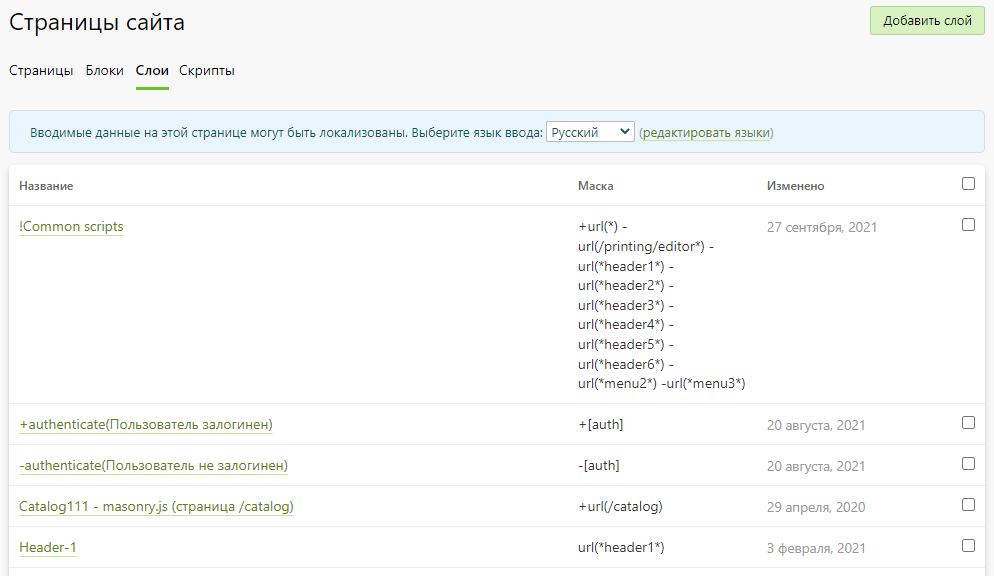 Страницы сайта
Добавить слой
Страницы Блоки Слои Скрипты
Вводимые данные на этой странице могут быть локализованы. Выберите язык ввода: Русский (редактировать языки)
Название Маска Изменено
!Common scripts +url(*) - 27 сентября, 2021
url(/printing/editor*) -
url(*header1*) -
url(*header2*) -
url(*header3*) -
url(*header4*) -
url(*header5*) -
url(*header6*) -
url(*menu2*) -url(*menu3*)
+authenticate(Пользователь залогинен) +[auth] 20 августа, 2021
-authenticate(Пользователь не залогинен) -[auth] 20 августа, 2021
Catalog111 - masonry.js (страница /catalog) +url(/catalog) 29 апреля, 2020
Header-1 url(*header1*) 3 февраля, 2021